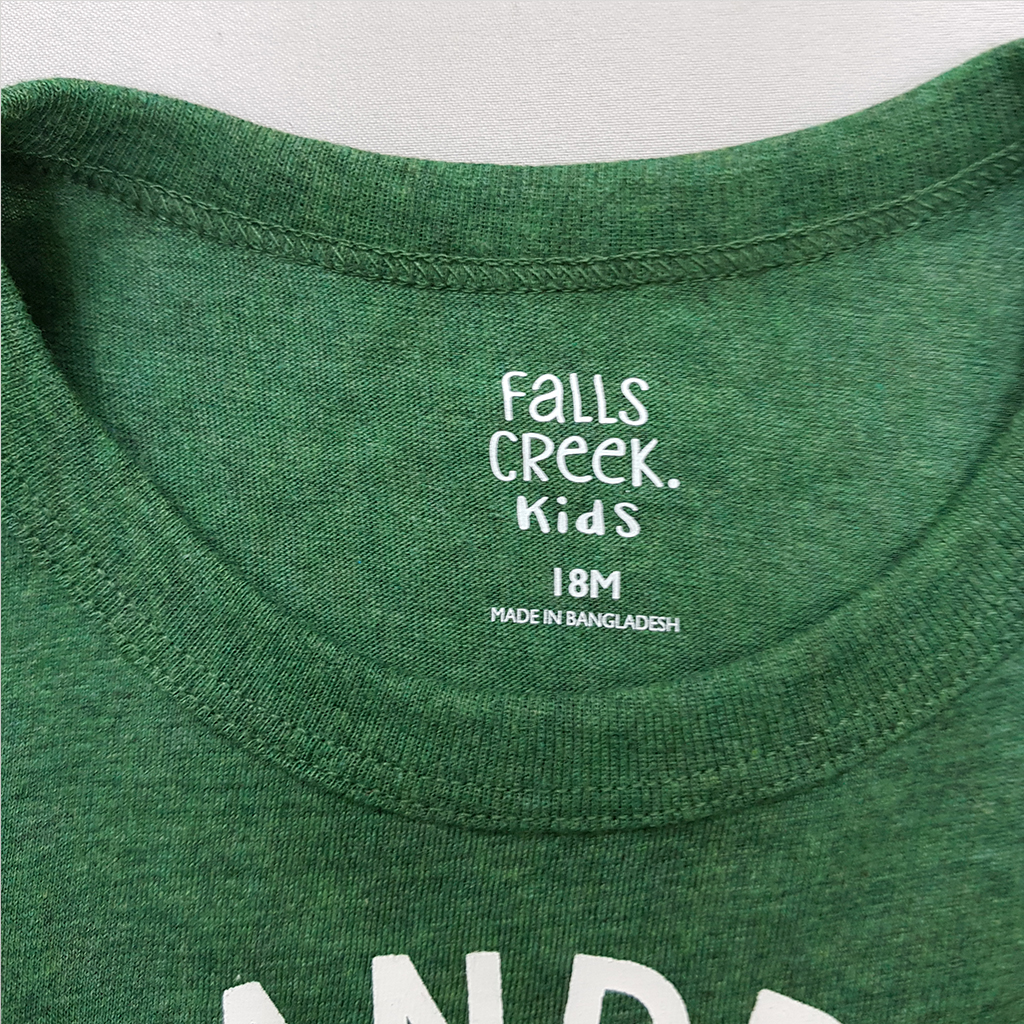 Falls
Creek.
Kids
18M
MADE IN BANGLADESH